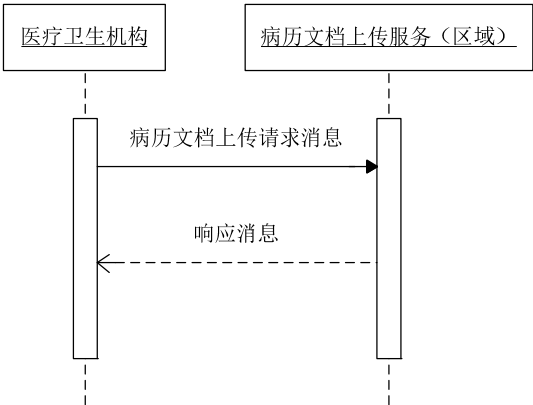 医疗卫生机构
病历文档上传服务（区域）
病历文档上传请求消息
响应消息